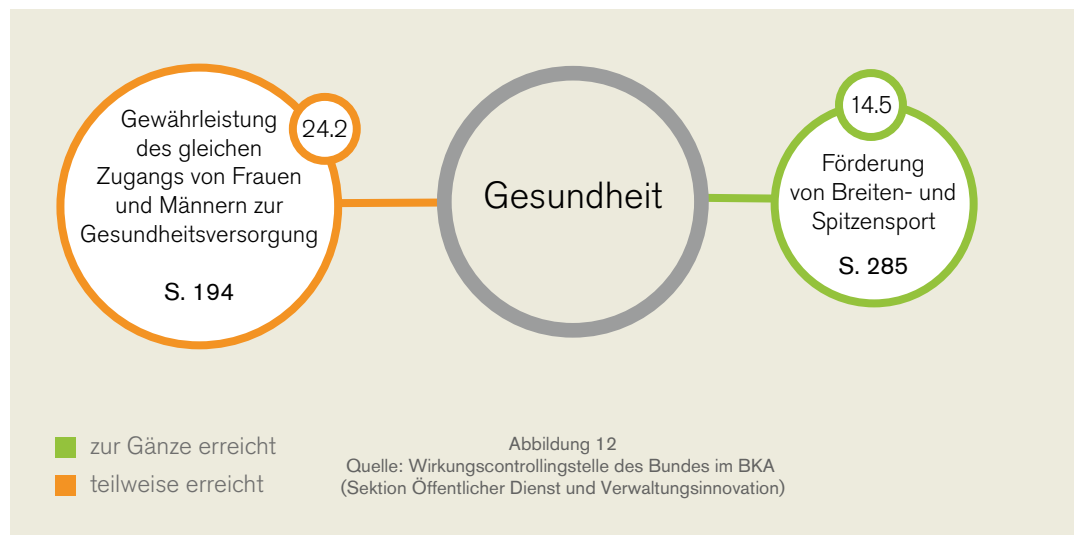 Gewährleistung
des gleichen
Zugangs von Frauen
und Männern zur
Gesundheitsversorgung
S. 194
24.2
Gesundheit
14.5
Förderung
von Breiten- und
Spitzensport
S. 285
zur Gänze erreicht
teilweise erreicht
Abbildung 12
Quelle: Wirkungscontrollingstelle des Bundes im BKA
(Sektion Öffentlicher Dienst und Verwaltungsinnovation)